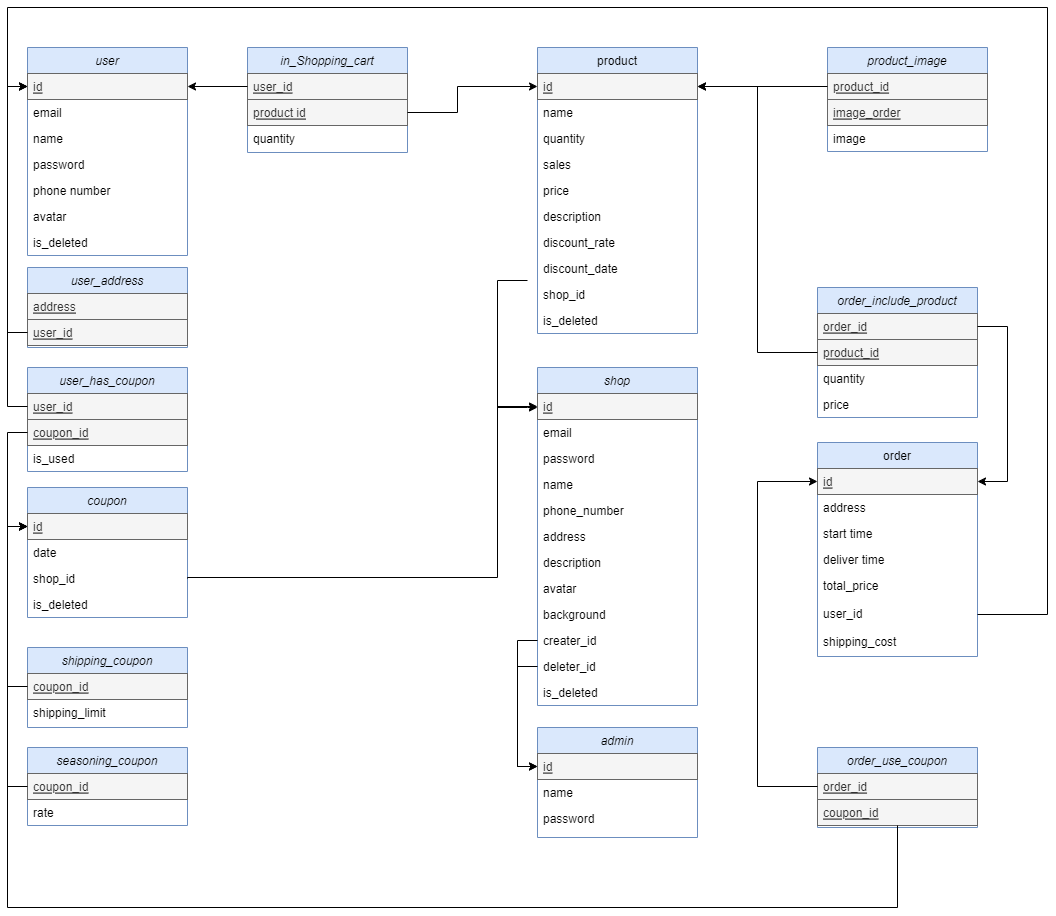 user
id
email
name
password
phone number
avatar
is_deleted
user_address
address
user_id
user_has_coupon
user_id
coupon_id
is_used
coupon
id
date
shop_id
is_deleted
shipping_coupon
coupon_id
shipping_limit
seasoning_coupon
coupon_id
rate
in_Shopping_cart
user_id
product id
quantity
product
id
name
quantity
sales
price
description
discount_rate
discount_date
shop_id
is_deleted
shop
id
email
password
name
phone_number
address
description
avatar
background
creater_id
deleter_id
is_deleted
admin
id
name
password
product_image
product_id
image_order
image
order_include_product
order_id
product_id
quantity
price
order
id
address
start time
deliver time
total_price
user_id
shipping_cost
order_use_coupon
order_id
coupon_id